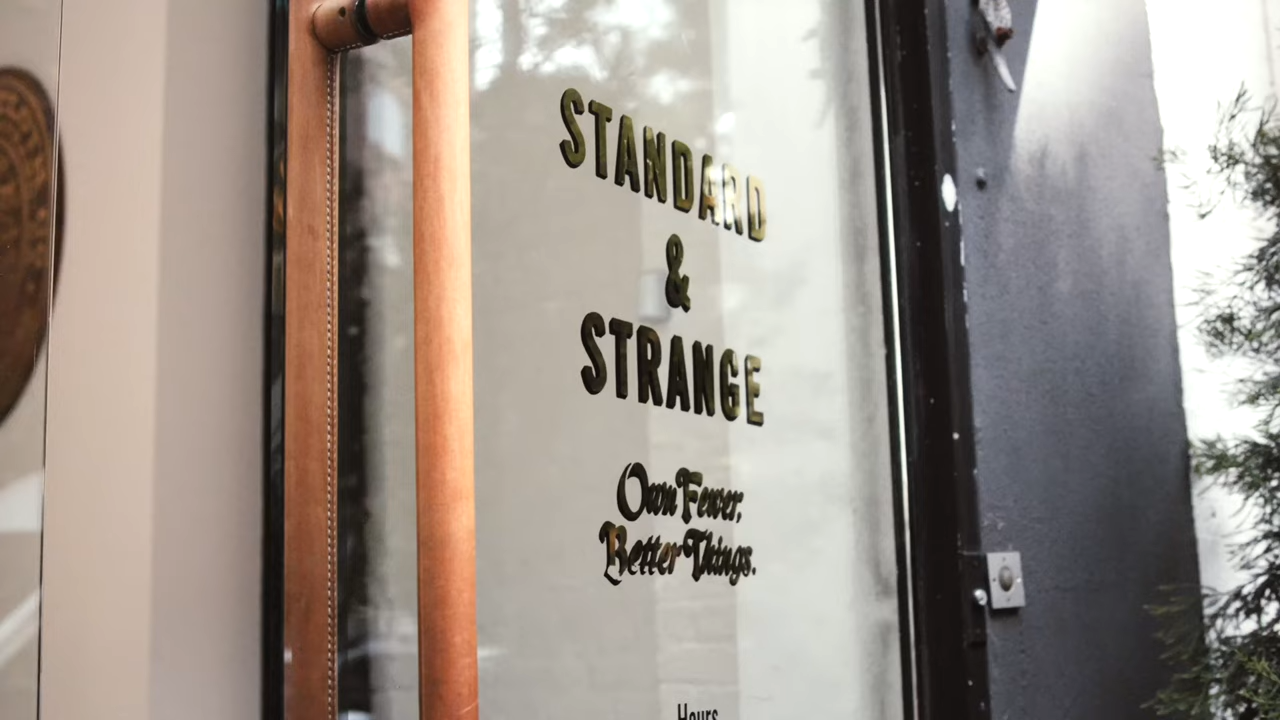 STANDARD
&
STRANGE
Own Fewer,
Better Things.
Hours